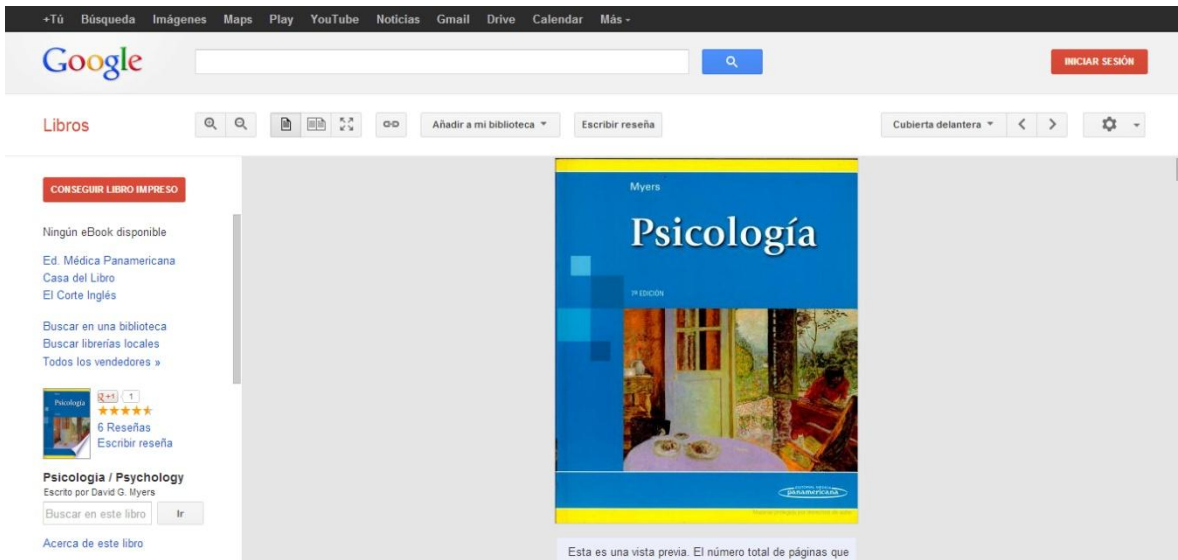 +Tú Búsqueda Imágenes Maps Play YouTube Noticias Gmail Drive Calendar Más
Google
INICIAR SESIÓN
Libros
Añadir a mi biblioteca
Escribir reseña
Cubierta delantera
CONSEGUIR LIBRO IMPRESO
Ningún eBook disponible
Ed. Médica Panamericana
Casa del Libro
El Corte Inglés
Buscar en una biblioteca
Buscar librerías locales
Todos los vendedores »
Psicología
+1 1
6 Reseñas
Escribir reseña
Psicologia / Psychology
Escrito por David G. Myers
Buscar en este libro Ir
Acerca de este libro
Myers
Psicología
7ª EDICIÓN
EDITORIAL MEDICA
panamericana
Esta es una vista previa. El número total de páginas que